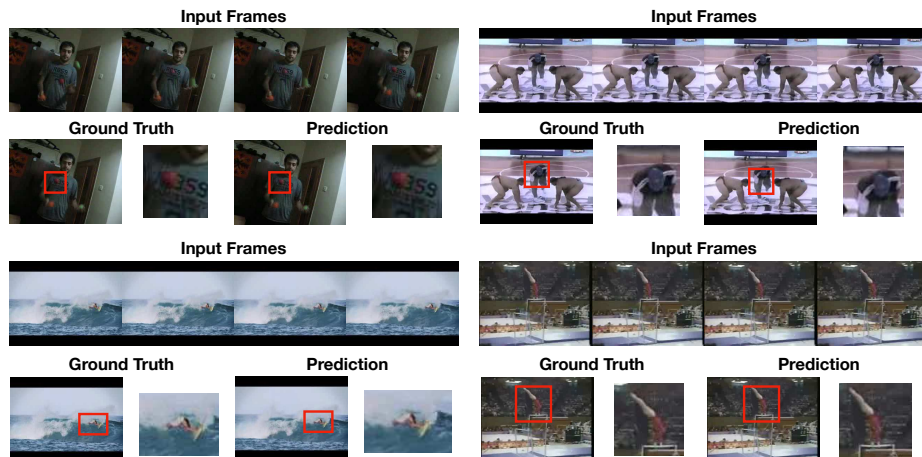 Input Frames
Input Frames
Ground Truth
Prediction
Ground Truth
Prediction
359
Input Frames
Input Frames
Ground Truth
Prediction
Ground Truth
Prediction